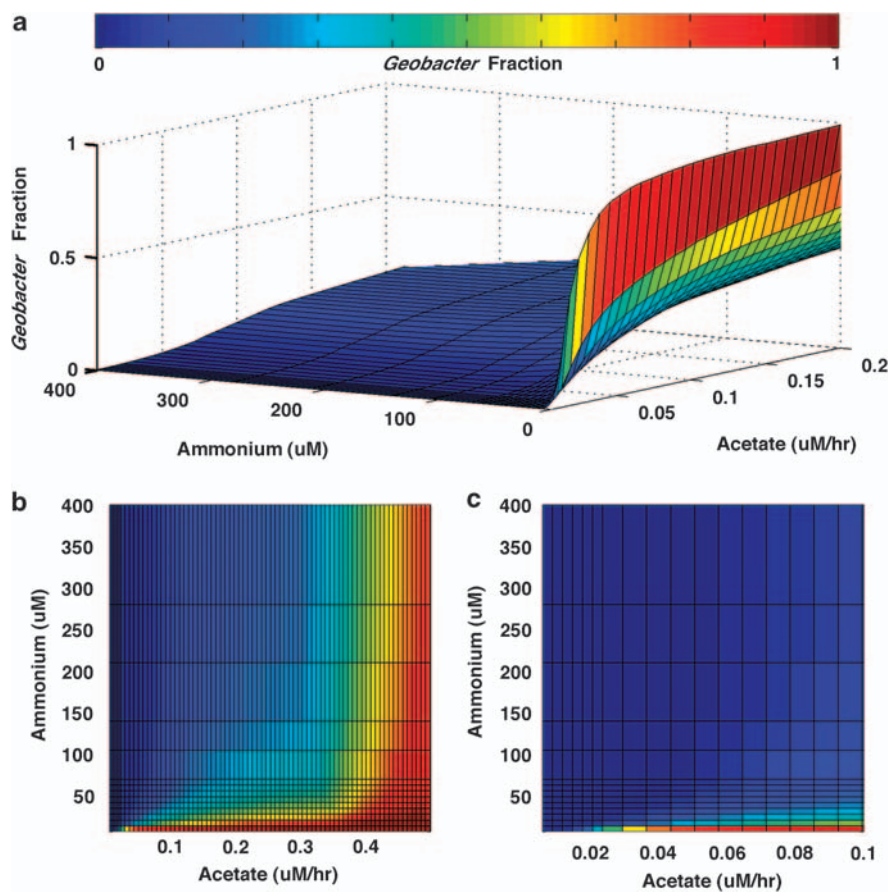 a
0 Geobacter Fraction 1
Geobacter Fraction
1
0.5
0
400
300
200
100
0
Ammonium (uM)
0.05
0.1
0.15
0.2
Acetate (uM/hr)
b
400
350
300
250
200
150
100
50
Ammonium (uM)
0.1 0.2 0.3 0.4
Acetate (uM/hr)
c
400
350
300
250
200
150
100
50
Ammonium (uM)
0.02 0.04 0.06 0.08 0.1
Acetate (uM/hr)